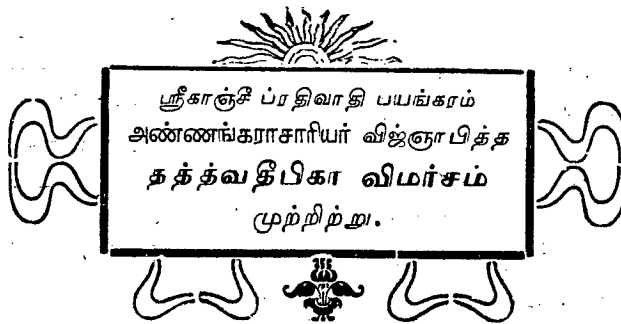 ஸ்ரீகாஞ்சீ ப்ரதிவாதி பயங்கரம்
அண்ணங்கராசாரியர் விஜ்ஞாபித்த
தத்த்வதீபிகா விமர்சம்
முற்றிற்று.